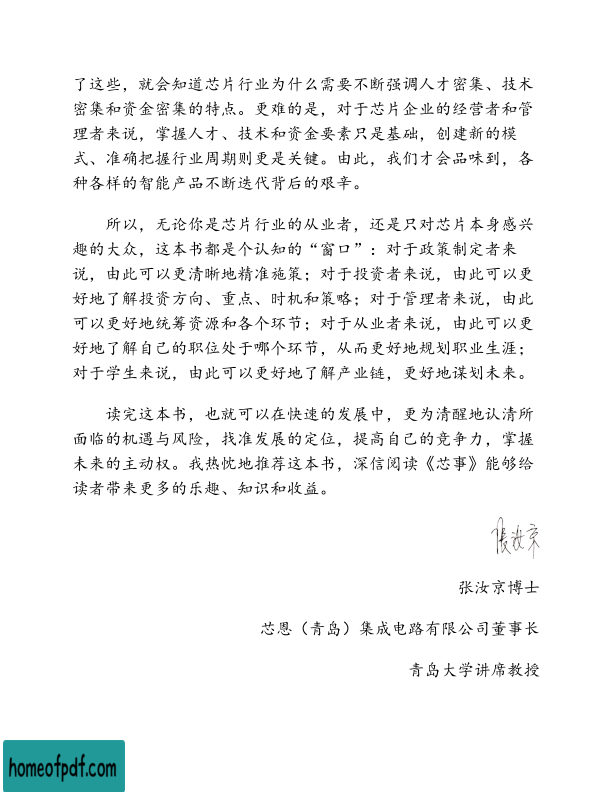 了这些，就会知道芯片行业为什么需要不断强调人才密集、技术
密集和资金密集的特点。更难的是，对于芯片企业的经营者和管
理者来说，掌握人才、技术和资金要素只是基础，创建新的模
式、准确把握行业周期则更是关键。由此，我们才会品味到，各
种各样的智能产品不断迭代背后的艰辛。
所以，无论你是芯片行业的从业者，还是只对芯片本身感兴
趣的大众，这本书都是个认知的“窗口”：对于政策制定者来
说，由此可以更清晰地精准施策；对于投资者来说，由此可以更
好地了解投资方向、重点、时机和策略；对于管理者来说，由此
可以更好地统筹资源和各个环节；对于从业者来说，由此可以更
好地了解自己的职位处于哪个环节，从而更好地规划职业生涯；
对于学生来说，由此可以更好地了解产业链，更好地谋划未来。
读完这本书，也就可以在快速的发展中，更为清醒地认清所
面临的机遇与风险，找准发展的定位，提高自己的竞争力，掌握
未来的主动权。我热忱地推荐这本书，深信阅读《芯事》能够给
读者带来更多的乐趣、知识和收益。
張汝京
张汝京博士
芯恩（青岛）集成电路有限公司董事长
青岛大学讲席教授
homeofpdf.com